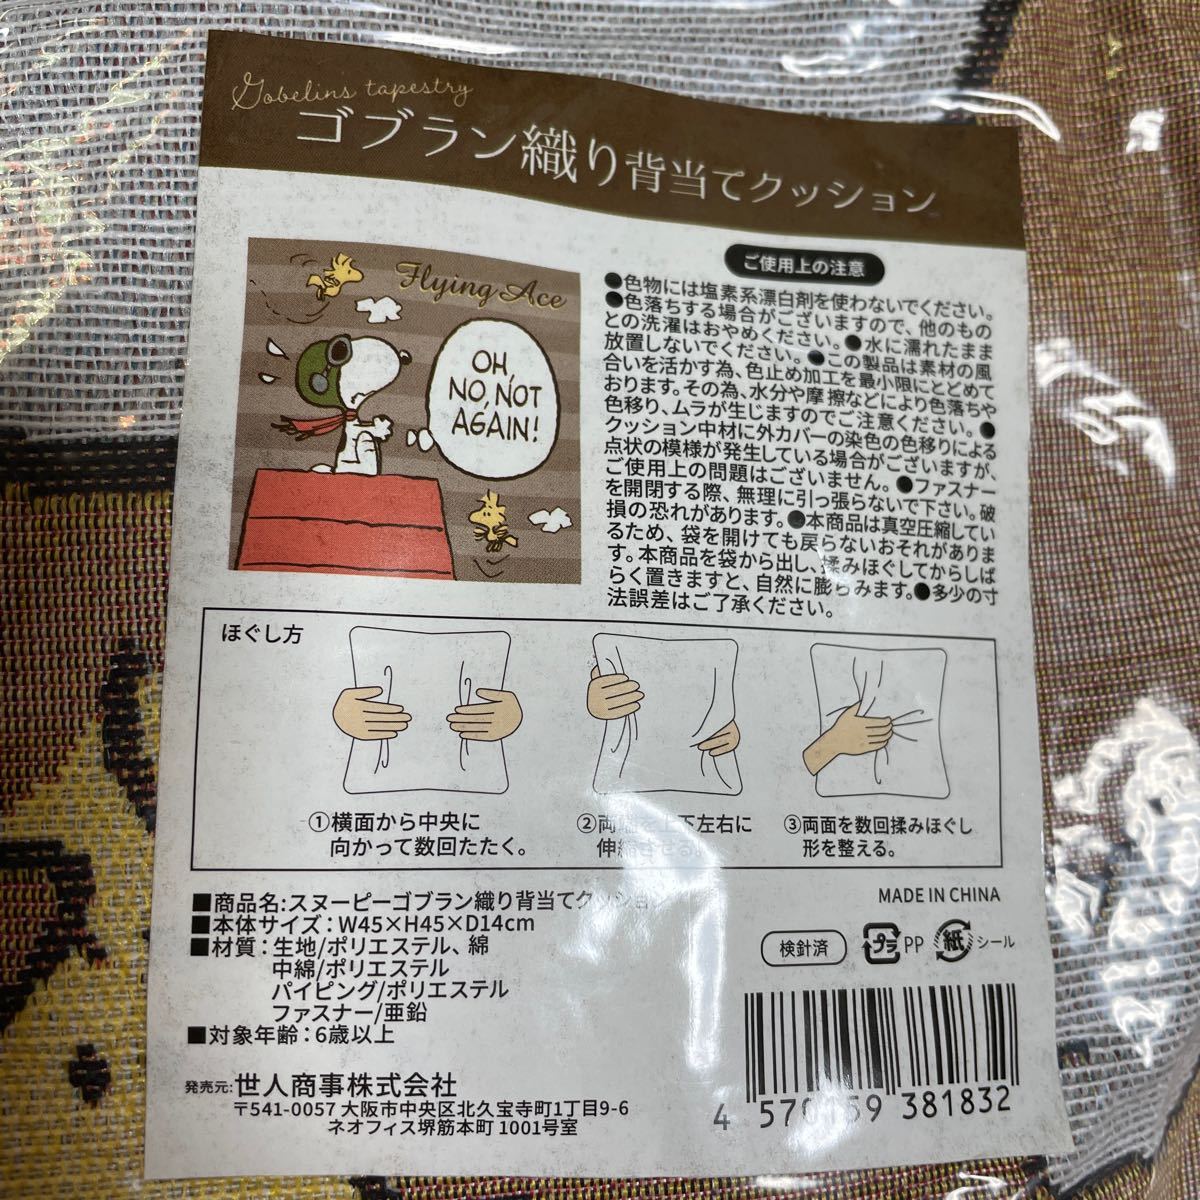 Gobelin's tapestry
ゴブラン織り背当てクッション
Flying Ace
OH,
NO, NOT
AGAIN!
ご使用上の注意
●色物には塩素系漂白剤を使わないでください。
●色落ちする場合がございますので、他のもの
との洗濯はおやめください。●水に濡れたまま
放置しないでください。●この製品は素材の風
合いを活かす為、色止め加工を最小限にとどめて
おります。その為、水分や摩擦などにより色落ちや
色移り、ムラが生じますのでご注意ください。●
クッション中材に外カバーの染色の色移りによる
点状の模様が発生している場合がございますが、
ご使用上の問題はございません。●ファスナー
を開閉する際、無理に引っ張らないで下さい。破
損の恐れがあります。●本商品は真空圧縮してい
るため、袋を開けても戻らないおそれがありま
す。本商品を袋から出し、揉みほぐしてからしば
らく置きますと、自然に膨らみます。●多少の寸
法誤差はご了承ください。
ほぐし方
①横面から中央に
向かって数回たたく。
②両端を上下左右に
伸縮させる。
③両面を数回揉みほぐし
形を整える。
■商品名:スヌーピーゴブラン織り背当てクッション
■本体サイズ:W45×H45×D14cm
■材質:生地/ポリエステル、綿
中綿/ポリエステル
パイピング/ポリエステル
ファスナー/亜鉛
■対象年齢:6歳以上
MADE IN CHINA
検針済
プラ PP 紙 シール
発売元:世人商事株式会社
〒541-0057 大阪市中央区北久宝寺町1丁目9-6
ネオフィス堺筋本町 1001号室
381832